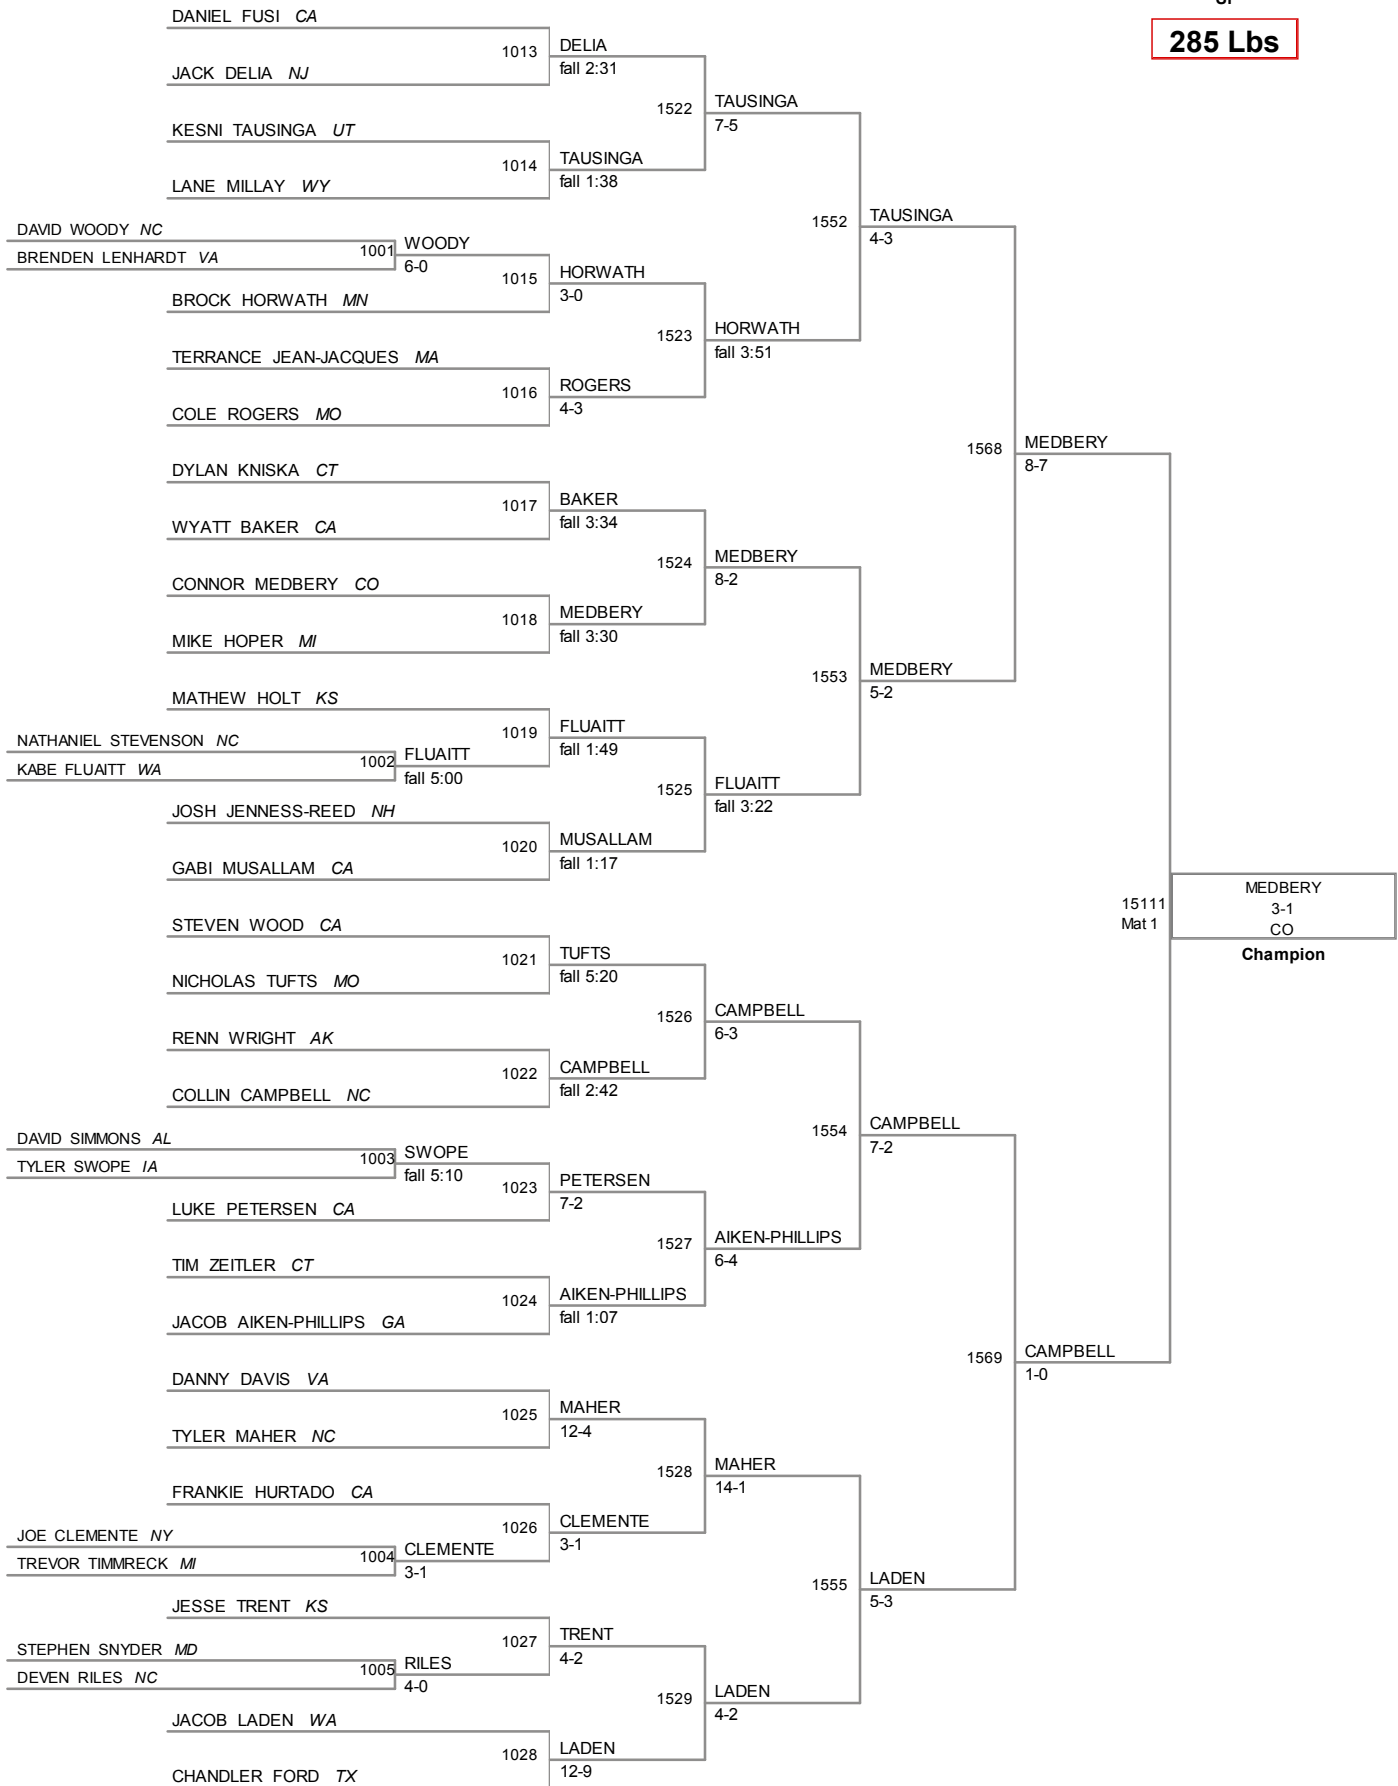 285 Lbs
DANIEL FUSI CA
1013 DELIA
fall 2:31
JACK DELIA NJ
1522 TAUSINGA
7-5
KESNI TAUSINGA UT
1014 TAUSINGA
fall 1:38
LANE MILLAY WY
1552 TAUSINGA
4-3
DAVID WOODY NC
1001 WOODY
6-0
BRENDEN LENHARDT VA
1015 HORWATH
3-0
BROCK HORWATH MN
1523 HORWATH
fall 3:51
TERRANCE JEAN-JACQUES MA
1016 ROGERS
4-3
COLE ROGERS MO
1568 MEDBERY
8-7
DYLAN KNISKA CT
1017 BAKER
fall 3:34
WYATT BAKER CA
1524 MEDBERY
8-2
CONNOR MEDBERY CO
1018 MEDBERY
fall 3:30
MIKE HOPER MI
1553 MEDBERY
5-2
MATHEW HOLT KS
1019 FLUAITT
fall 1:49
NATHANIEL STEVENSON NC
1002 FLUAITT
fall 5:00
KABE FLUAITT WA
1525 FLUAITT
fall 3:22
JOSH JENNESS-REED NH
1020 MUSALLAM
fall 1:17
GABI MUSALLAM CA
15111
Mat 1
MEDBERY
3-1
CO
Champion
STEVEN WOOD CA
1021 TUFTS
fall 5:20
NICHOLAS TUFTS MO
1526 CAMPBELL
6-3
RENN WRIGHT AK
1022 CAMPBELL
fall 2:42
COLLIN CAMPBELL NC
1554 CAMPBELL
7-2
DAVID SIMMONS AL
1003 SWOPE
fall 5:10
TYLER SWOPE IA
1023 PETERSEN
7-2
LUKE PETERSEN CA
1527 AIKEN-PHILLIPS
6-4
TIM ZEITLER CT
1024 AIKEN-PHILLIPS
fall 1:07
JACOB AIKEN-PHILLIPS GA
1569 CAMPBELL
1-0
DANNY DAVIS VA
1025 MAHER
12-4
TYLER MAHER NC
1528 MAHER
14-1
FRANKIE HURTADO CA
1026 CLEMENTE
3-1
JOE CLEMENTE NY
1004 CLEMENTE
3-1
TREVOR TIMMRECK MI
1555 LADEN
5-3
JESSE TRENT KS
1027 TRENT
4-2
STEPHEN SNYDER MD
1005 RILES
4-0
DEVEN RILES NC
1529 LADEN
4-2
JACOB LADEN WA
1028 LADEN
12-9
CHANDLER FORD TX